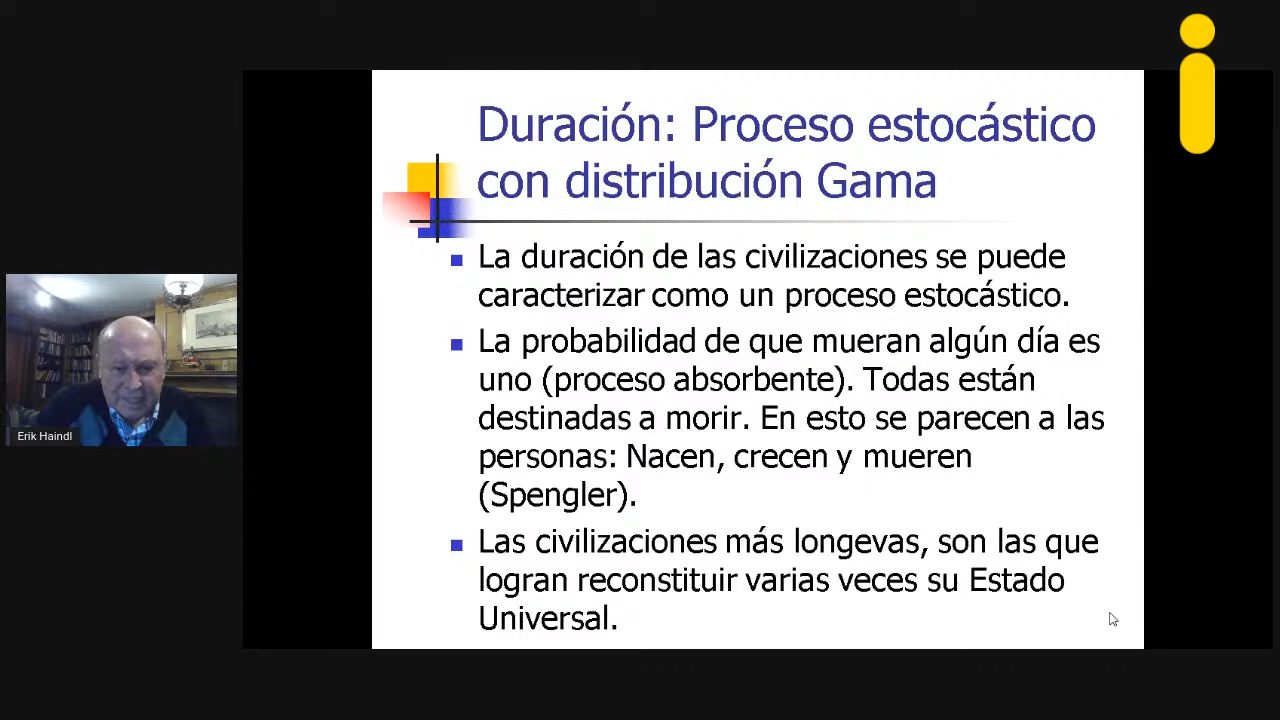 Duración: Proceso estocástico
con distribución Gama
La duración de las civilizaciones se puede
caracterizar como un proceso estocástico.
La probabilidad de que mueran algún día es
uno (proceso absorbente). Todas están
destinadas a morir. En esto se parecen a las
personas: Nacen, crecen y mueren
(Spengler).
Las civilizaciones más longevas, son las que
logran reconstituir varias veces su Estado
Universal.
Erik Haindl